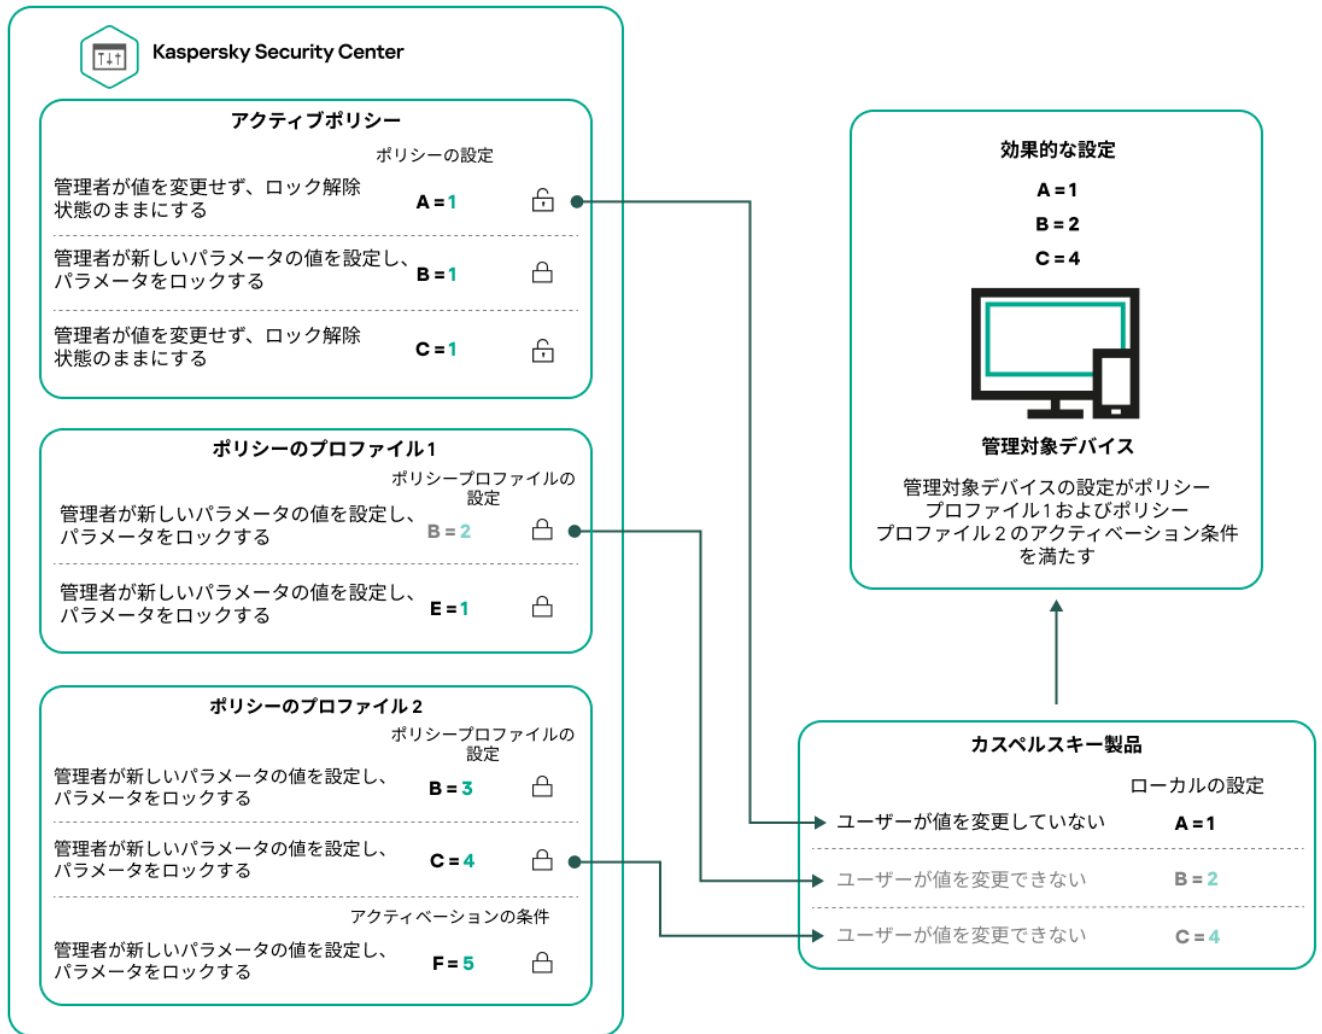 Kaspersky Security Center
アクティブポリシー
ポリシーの設定
管理者が値を変更せず、ロック解除
状態のままにする
A = 1
管理者が新しいパラメータの値を設定し、
パラメータをロックする
B = 1
管理者が値を変更せず、ロック解除
状態のままにする
C = 1
ポリシーのプロファイル1
ポリシープロファイルの
設定
管理者が新しいパラメータの値を設定し、
パラメータをロックする
B = 2
管理者が新しいパラメータの値を設定し、
パラメータをロックする
E = 1
ポリシーのプロファイル 2
ポリシープロファイルの
設定
管理者が新しいパラメータの値を設定し、
パラメータをロックする
B = 3
管理者が新しいパラメータの値を設定し、
パラメータをロックする
C = 4
アクティベーションの条件
管理者が新しいパラメータの値を設定し、
パラメータをロックする
F = 5
効果的な設定
A = 1
B = 2
C = 4
管理対象デバイス
管理対象デバイスの設定がポリシー
プロファイル 1 およびポリシー
プロファイル 2 のアクティベーション条件
を満たす
カスペルスキー製品
ローカルの設定
ユーザーが値を変更していない
A = 1
ユーザーが値を変更できない
B = 2
ユーザーが値を変更できない
C = 4